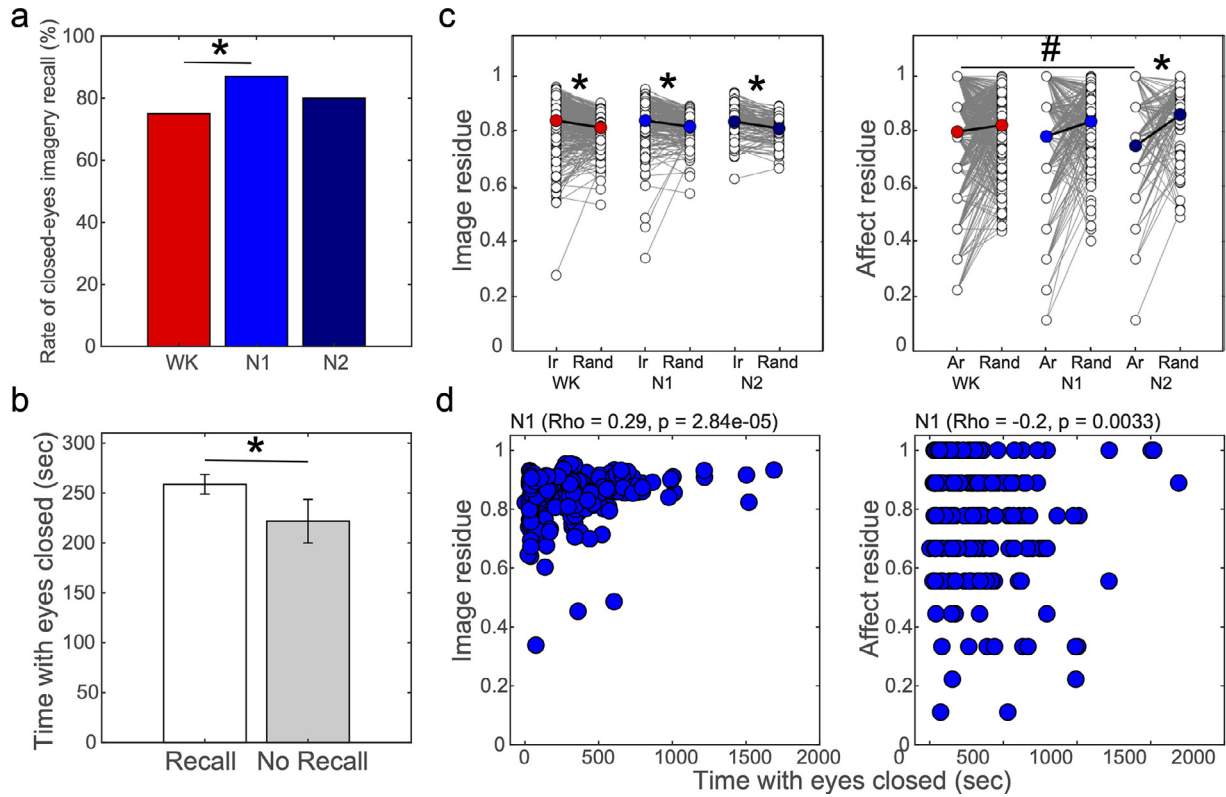 a
Rate of closed-eyes imagery recall (%)
100
80
60
40
20
0
*
WK N1 N2
b
Time with eyes closed (sec)
300
250
200
150
100
50
0
*
Recall No Recall
c
Image residue
1
0.8
0.6
0.4
0.2
0
* * *
Ir Rand Ir Rand Ir Rand
WK N1 N2
Affect residue
1
0.8
0.6
0.4
0.2
0
# *
Ar Rand Ar Rand Ar Rand
WK N1 N2
d
N1 (Rho = 0.29, p = 2.84e-05)
Image residue
1
0.8
0.6
0.4
0.2
0
0 500 1000 1500 2000
N1 (Rho = -0.2, p = 0.0033)
Affect residue
1
0.8
0.6
0.4
0.2
0
0 500 1000 1500 2000
Time with eyes closed (sec)